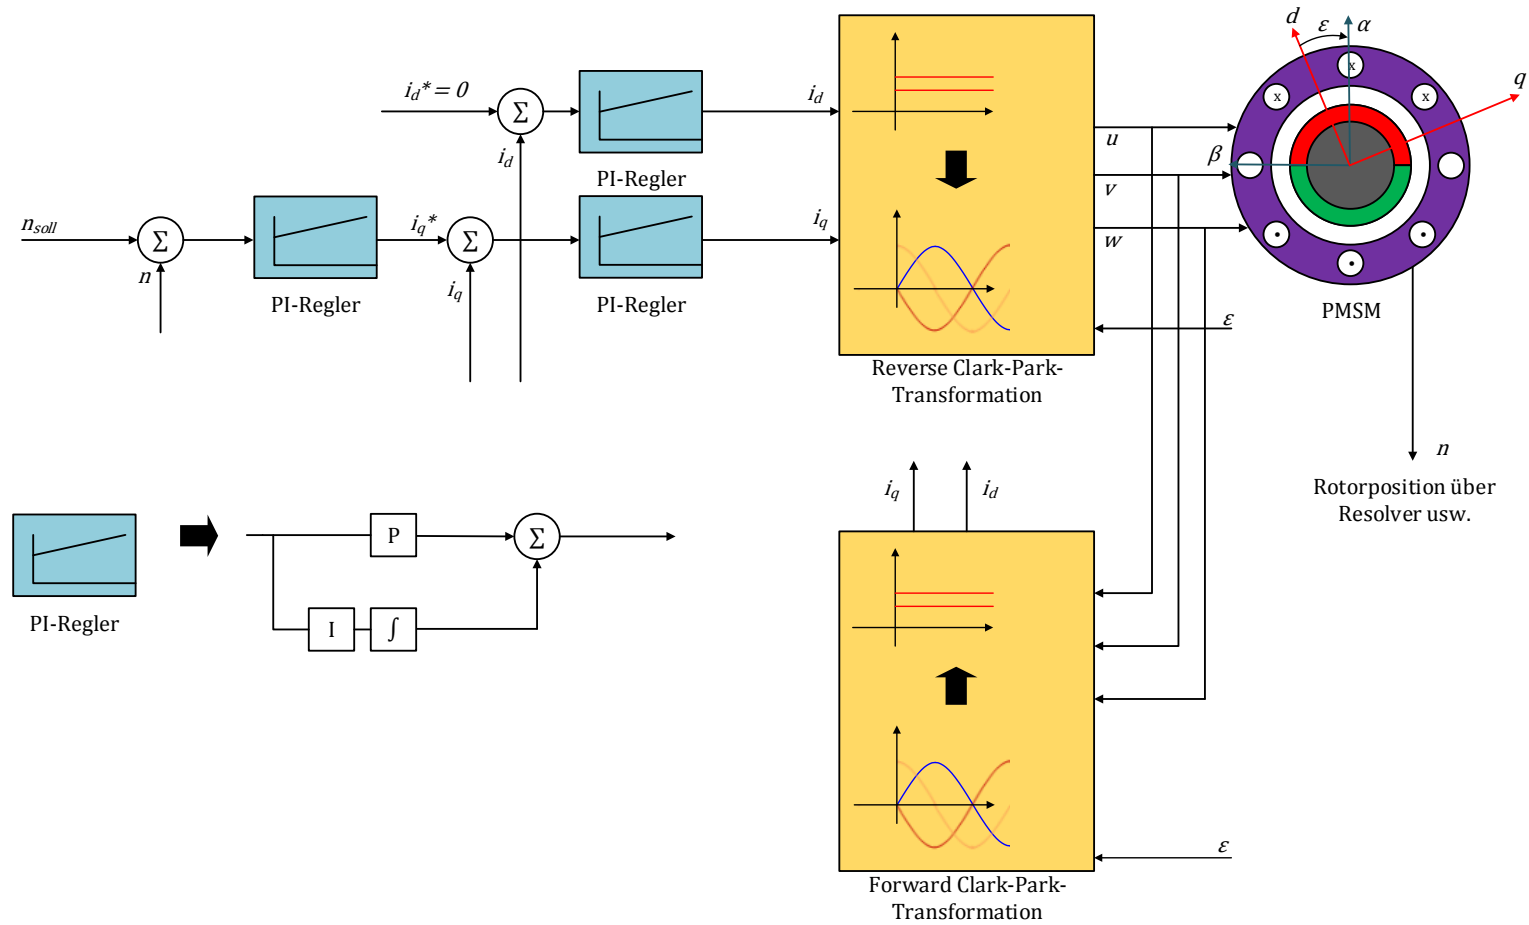 d
ε
α
q
i_d* = 0
Σ
i_d
PI-Regler
i_d
u
β
v
w
n_soll
Σ
n
PI-Regler
i_q*
Σ
i_q
PI-Regler
i_q
ε
Reverse Clark-Park-
Transformation
x
x
x
PMSM
n
Rotorposition über
Resolver usw.
PI-Regler
P
Σ
I
∫
i_q
i_d
ε
Forward Clark-Park-
Transformation